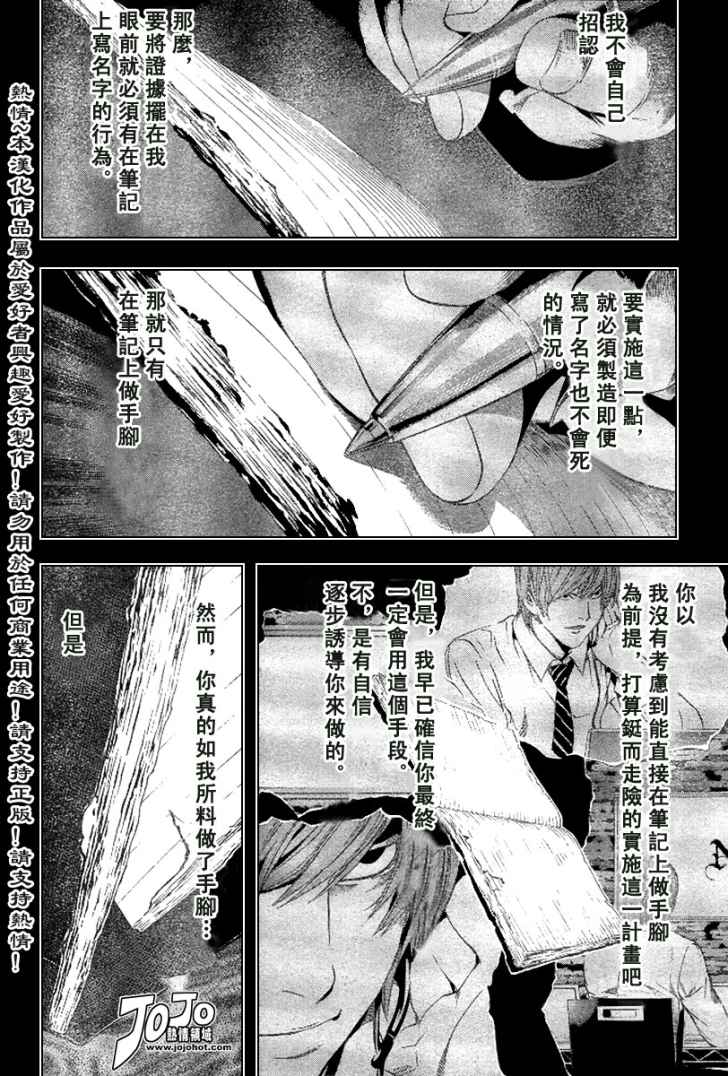 我不會自己
招認
那麼，
要將證據擺在我
眼前就必須有在筆記
上寫名字的行為。
要實施這一點，
就必須製造即便
寫了名字也不會死
的情況。
那就只有
在筆記上做手腳
你以
我沒有考慮到能直接在筆記上做手腳
為前提，打算鋌而走險的實施這一計畫吧
但是，我早已確信你最終
一定會用這個手段。
不，是有自信
逐步誘導你來做的。
然而，你真的如我所料做了手腳…
但是
熱情~本漢化作品屬於愛好者興趣愛好製作！請勿用於任何商業用途！請支持正版！請支持熱情！
JOJO
熱情領域
www.jojohot.com